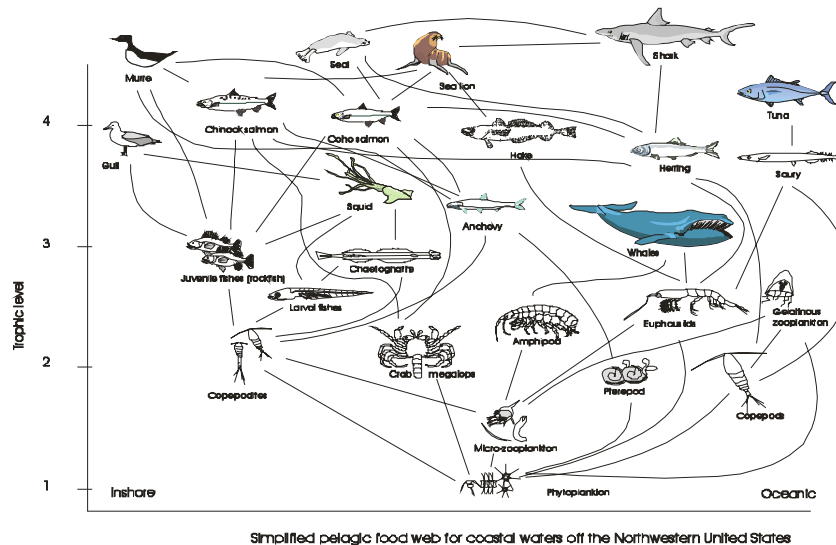 Seal
Shark
Murre
Sea lion
Tuna
4
Chinook salmon
Coho salmon
Hake
Herring
Saury
Gull
Squid
Anchovy
Whales
3
Juvenile fishes (rockfish)
Chaetognaths
Larval fishes
Euphausiids
Gelatinous
zooplankton
Amphipod
Trophic level
2
Crab megalops
Copepodites
Pteropod
Copepods
Micro-zooplankton
1
Inshore
Phytoplankton
Oceanic
Simplified pelagic food web for coastal waters off the Northwestern United States